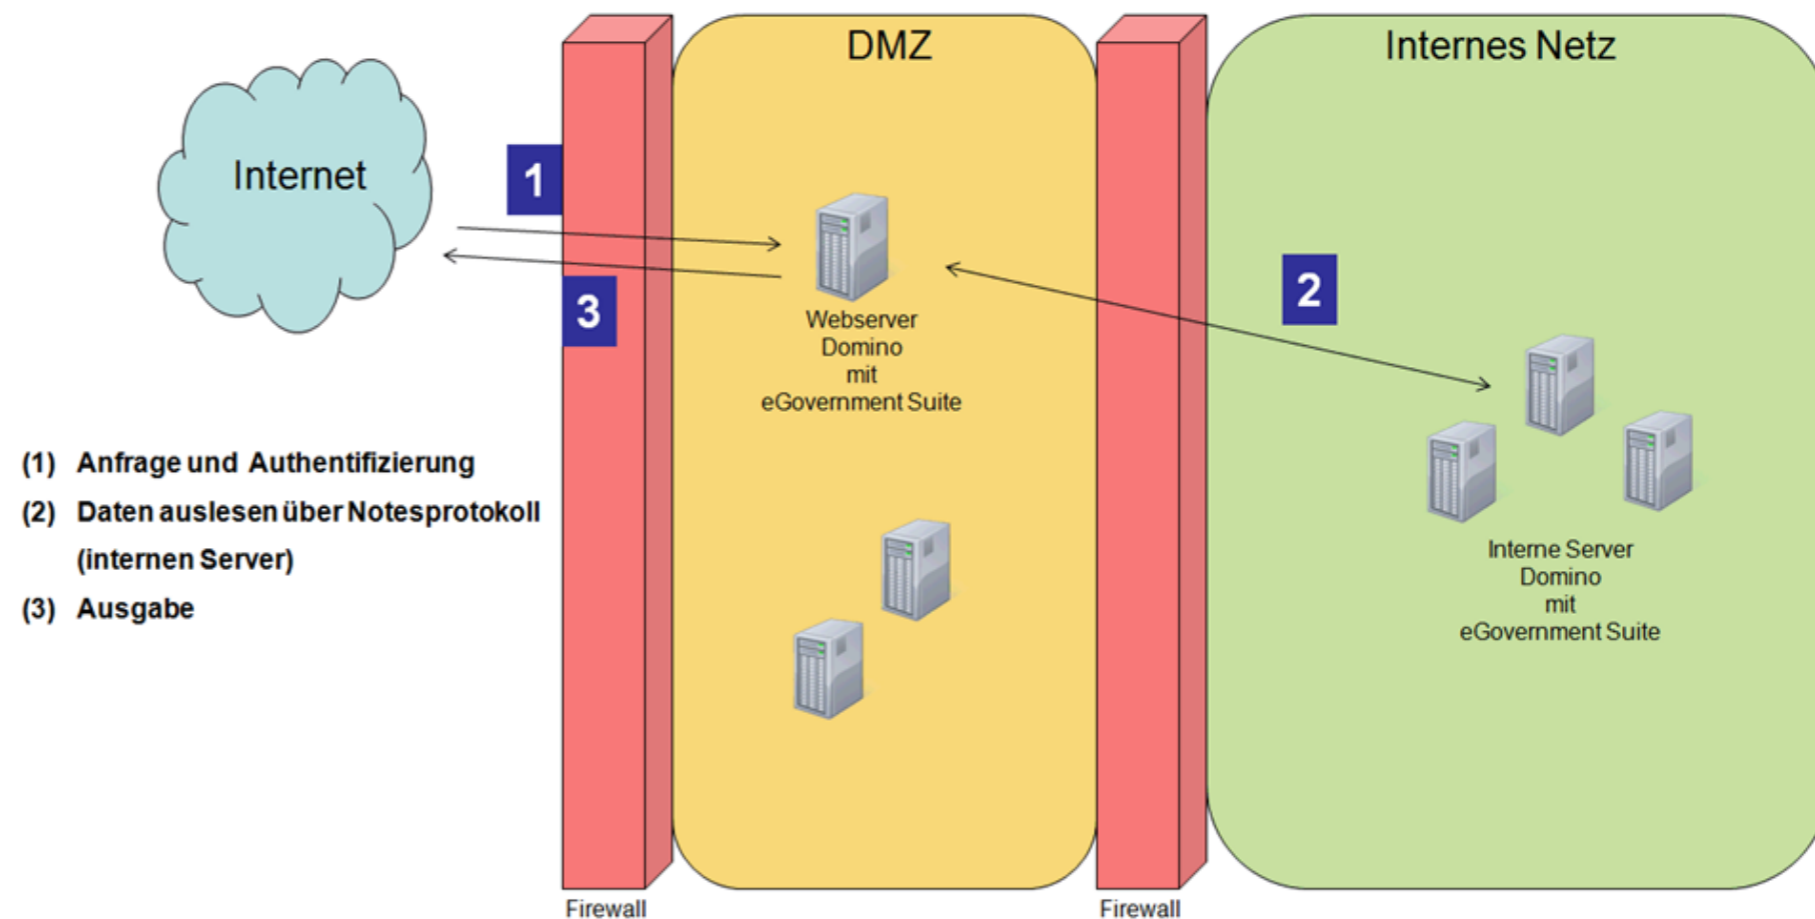 DMZ
Internes Netz
Internet
1
3
2
Webserver
Domino
mit
eGovernment Suite
(1) Anfrage und Authentifizierung
(2) Daten auslesen über Notesprotokoll
(internen Server)
(3) Ausgabe
Interne Server
Domino
mit
eGovernment Suite
Firewall
Firewall